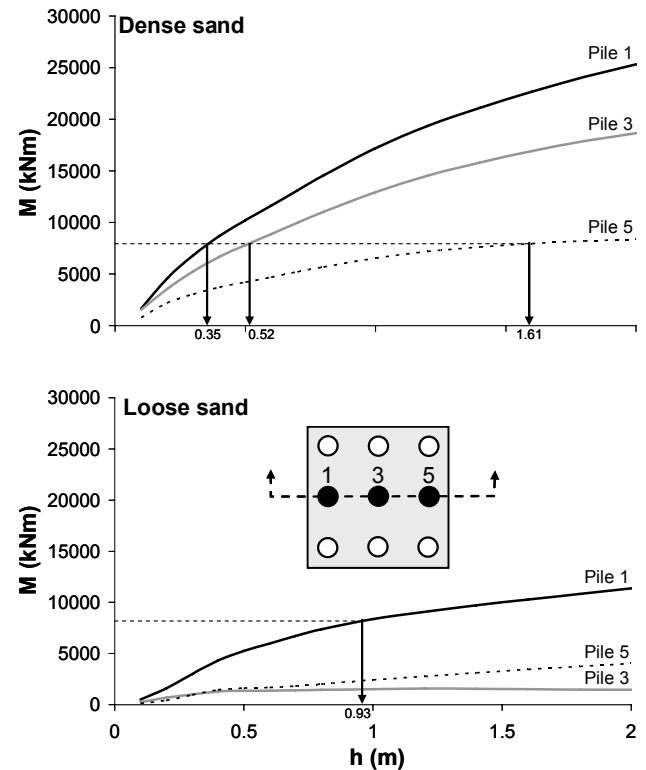 Dense sand
30000
25000
20000
15000
10000
5000
0
M (kNm)
Pile 1
Pile 3
Pile 5
0.35
0.52
1.61
Loose sand
30000
25000
20000
15000
10000
5000
0
M (kNm)
1 3 5
Pile 1
Pile 5
Pile 3
0.93
0 0.5 1 1.5 2
h (m)